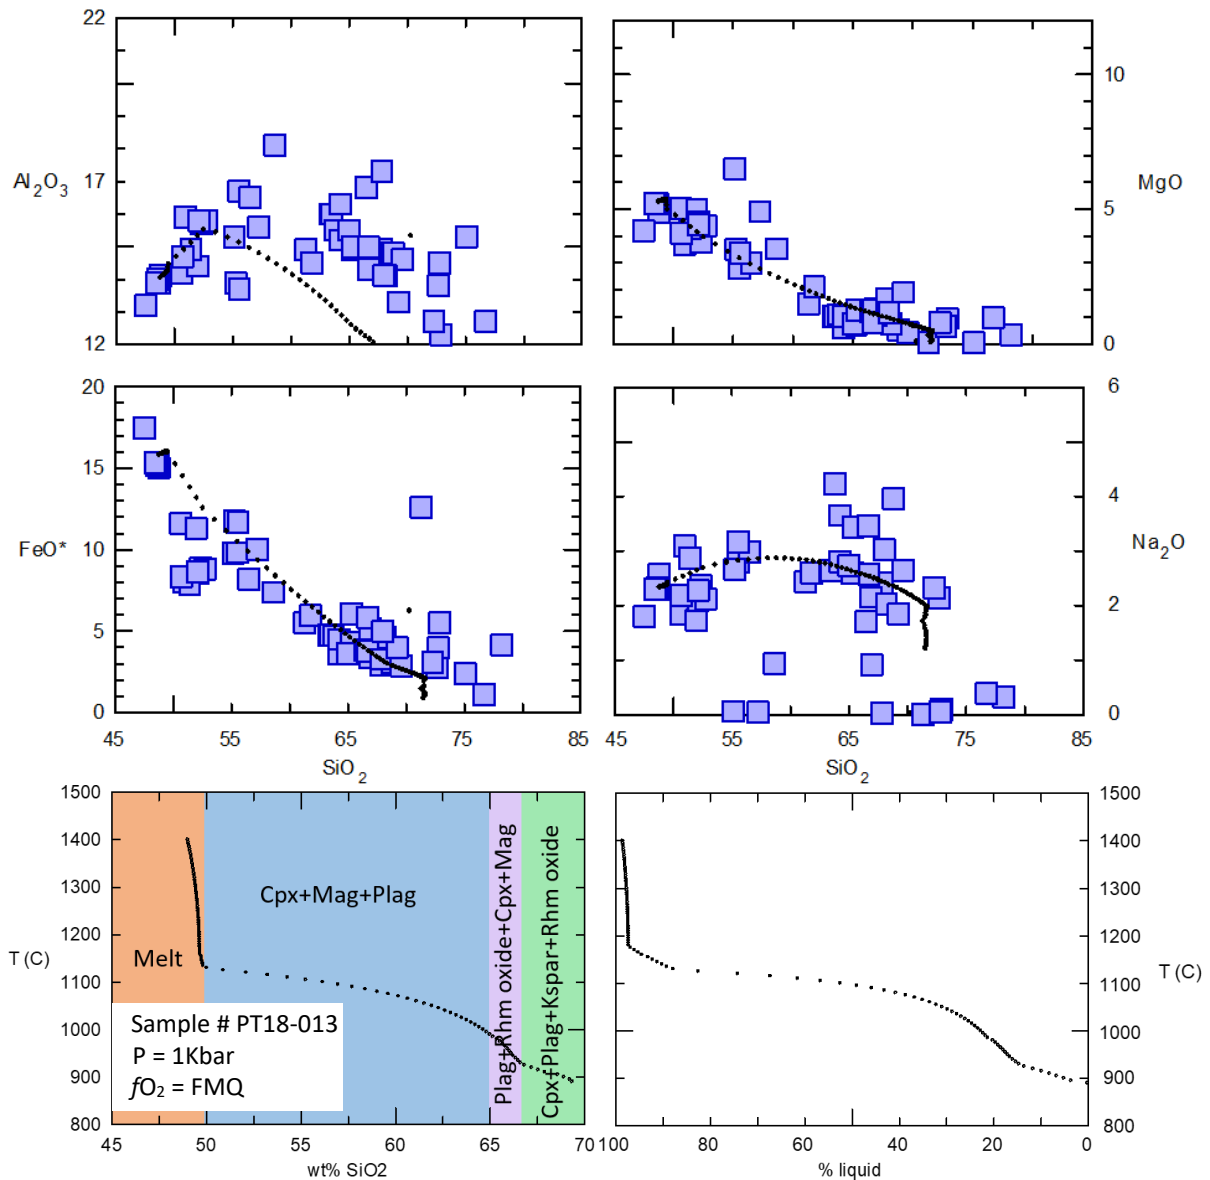 22
17
12
Al2O3
10
5
0
MgO
20
15
10
5
0
FeO*
45 55 65 75 85
SiO2
6
4
2
0
Na2O
45 55 65 75 85
SiO2
1500
1400
1300
1200
1100
1000
900
800
T (C)
Melt
Cpx+Mag+Plag
Plag+Rhm oxide+Cpx+Mag
Cpx+Plag+Kspar+Rhm oxide
Sample # PT18-013
P = 1Kbar
fO2 = FMQ
45 50 55 60 65 70
wt% SiO2
1500
1400
1300
1200
1100
1000
900
800
T (C)
100 80 60 40 20 0
% liquid